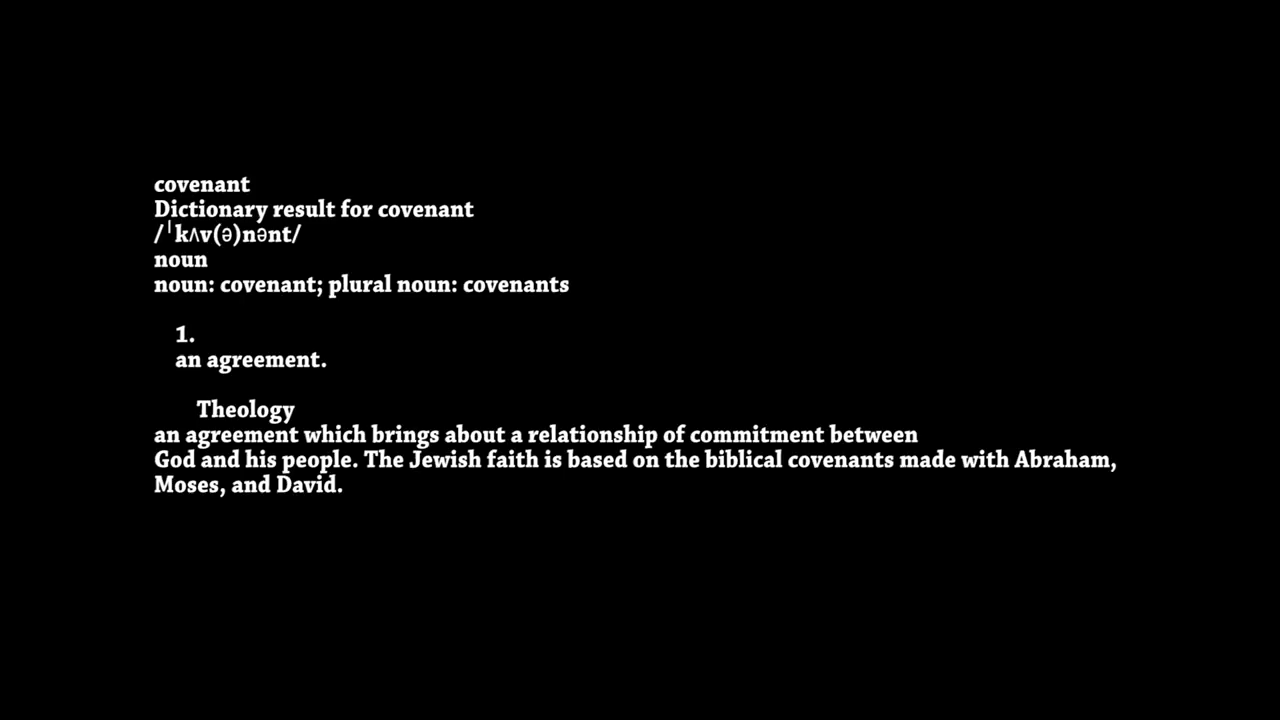 covenant
Dictionary result for covenant
/ˈkʌv(ə)nənt/
noun
noun: covenant; plural noun: covenants
1.
an agreement.
Theology
an agreement which brings about a relationship of commitment between
God and his people. The Jewish faith is based on the biblical covenants made with Abraham,
Moses, and David.